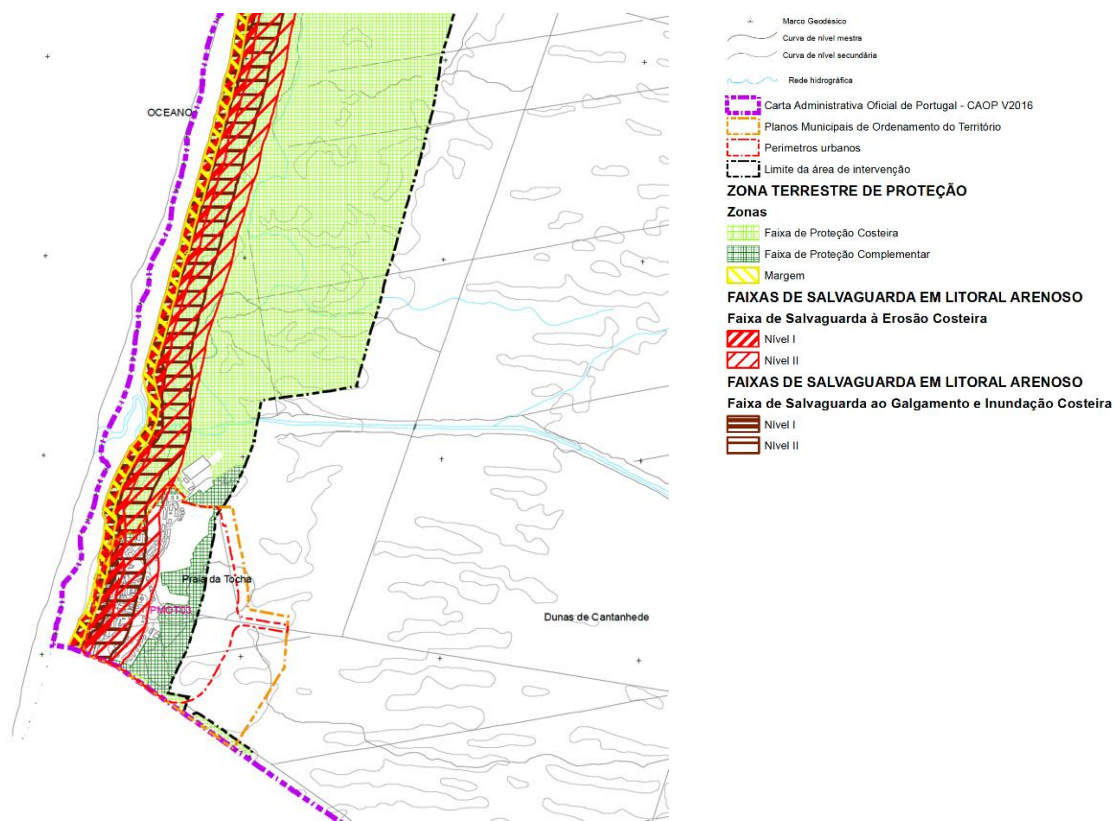 OCEANO
Praia da Tocha
PMOT03
Dunas de Cantanhede
Marco Geodésico
Curva de nível mestra
Curva de nível secundária
Rede hidrográfica
Carta Administrativa Oficial de Portugal - CAOP V2016
Planos Municipais de Ordenamento do Território
Perimetros urbanos
Limite da área de intervenção
ZONA TERRESTRE DE PROTEÇÃO
Zonas
Faixa de Proteção Costeira
Faixa de Proteção Complementar
Margem
FAIXAS DE SALVAGUARDA EM LITORAL ARENOSO
Faixa de Salvaguarda à Erosão Costeira
Nível I
Nível II
FAIXAS DE SALVAGUARDA EM LITORAL ARENOSO
Faixa de Salvaguarda ao Galgamento e Inundação Costeira
Nível I
Nível II